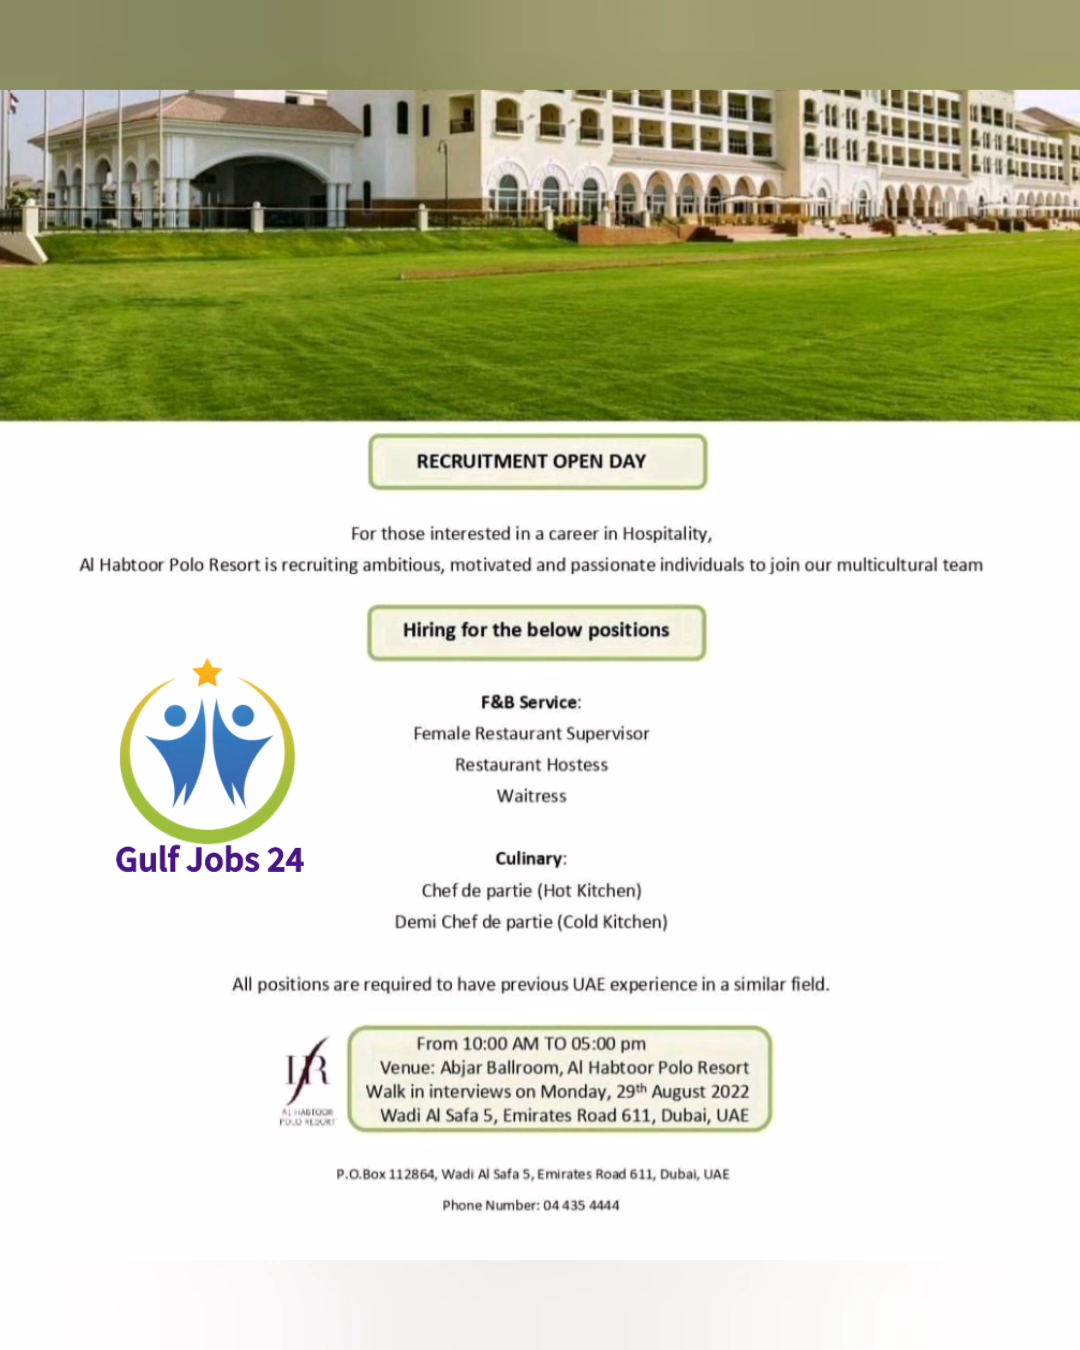 RECRUITMENT OPEN DAY
For those interested in a career in Hospitality,
Al Habtoor Polo Resort is recruiting ambitious, motivated and passionate individuals to join our multicultural team
Hiring for the below positions
F&B Service:
Female Restaurant Supervisor
Restaurant Hostess
Waitress
Gulf Jobs 24
Culinary:
Chef de partie (Hot Kitchen)
Demi Chef de partie (Cold Kitchen)
All positions are required to have previous UAE experience in a similar field.
AL HABTOOR
POLO RESORT
From 10:00 AM TO 05:00 pm
Venue: Abjar Ballroom, Al Habtoor Polo Resort
Walk in interviews on Monday, 29th August 2022
Wadi Al Safa 5, Emirates Road 611, Dubai, UAE
P.O.Box 112864, Wadi Al Safa 5, Emirates Road 611, Dubai, UAE
Phone Number: 04 435 4444